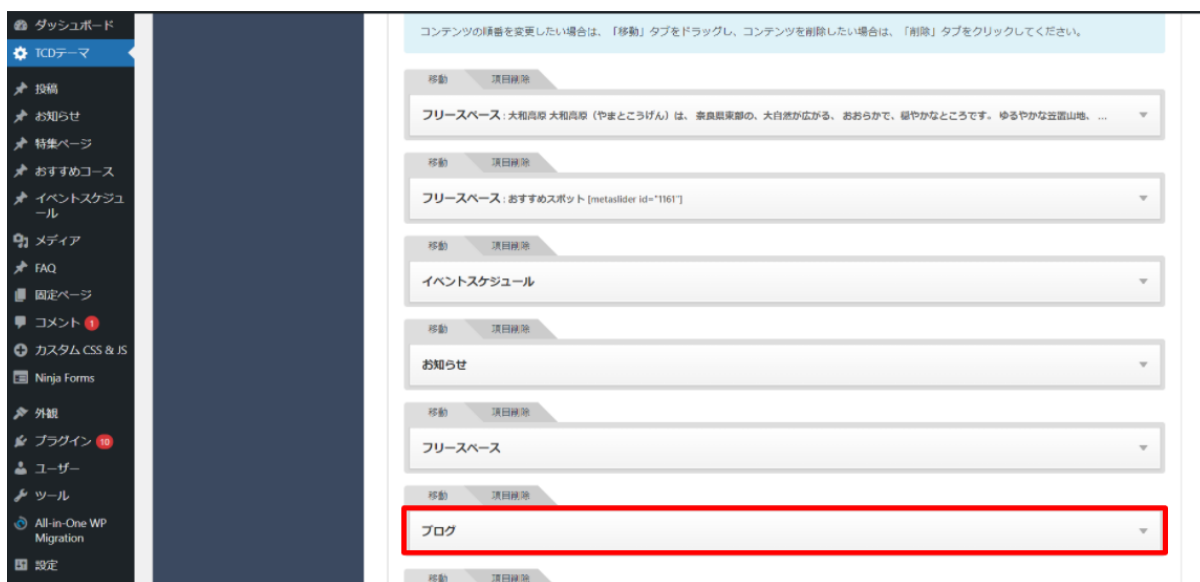 ダッシュボード
TCDテーマ
投稿
お知らせ
特集ページ
おすすめコース
イベントスケジュ
ール
メディア
FAQ
固定ページ
コメント 1
カスタム CSS & JS
Ninja Forms
外観
プラグイン 10
ユーザー
ツール
All-in-One WP
Migration
設定
コンテンツの順番を変更したい場合は、「移動」タブをドラッグし、コンテンツを削除したい場合は、「削除」タブをクリックしてください。
移動 項目削除
フリースペース : 大和高原 大和高原（やまとこうげん）は、 奈良県東部の、大自然が広がる、 おおらかで、穏やかなところです。 ゆるやかな笠置山地、 ...
移動 項目削除
フリースペース : おすすめスポット [metaslider id="1161"]
移動 項目削除
イベントスケジュール
移動 項目削除
お知らせ
移動 項目削除
フリースペース
移動 項目削除
ブログ
移動 項目削除